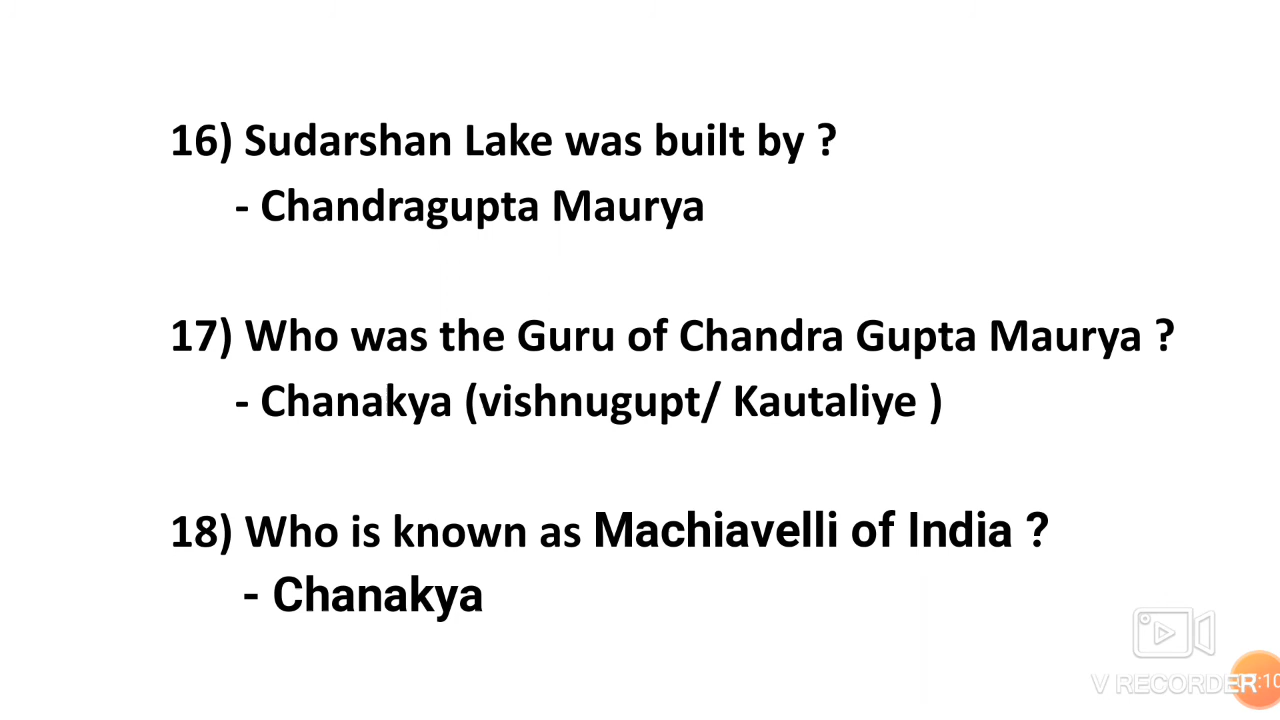 16) Sudarshan Lake was built by ?
- Chandragupta Maurya
17) Who was the Guru of Chandra Gupta Maurya ?
- Chanakya (vishnugupt/ Kautaliye )
18) Who is known as Machiavelli of India ?
- Chanakya
V RECORDER